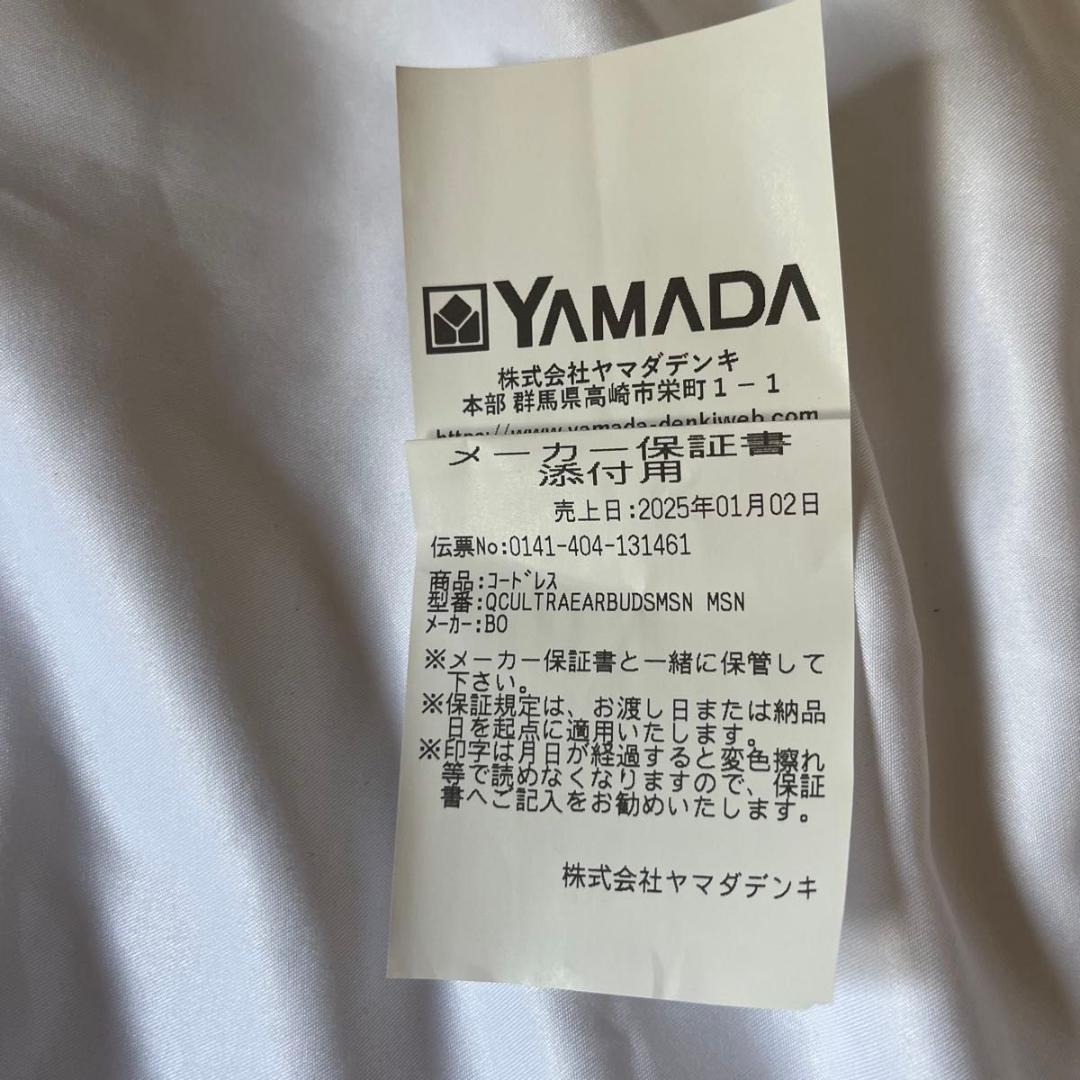 YAMADA
株式会社ヤマダデンキ
本部 群馬県高崎市栄町1-1
https://www.yamada-denkiweb.com
メーカー保証書
添付用
売上日:2025年01月02日
伝票No:0141-404-131461
商品:コードレス
型番:QCULTRAEARBUDSMSN MSN
メーカー:BO
※メーカー保証書と一緒に保管して
下さい。
※保証規定は、お渡し日または納品
日を起点に適用いたします。
※印字は月日が経過すると変色擦れ
等で読めなくなりますので、保証
書へご記入をお勧めいたします。
株式会社ヤマダデンキ